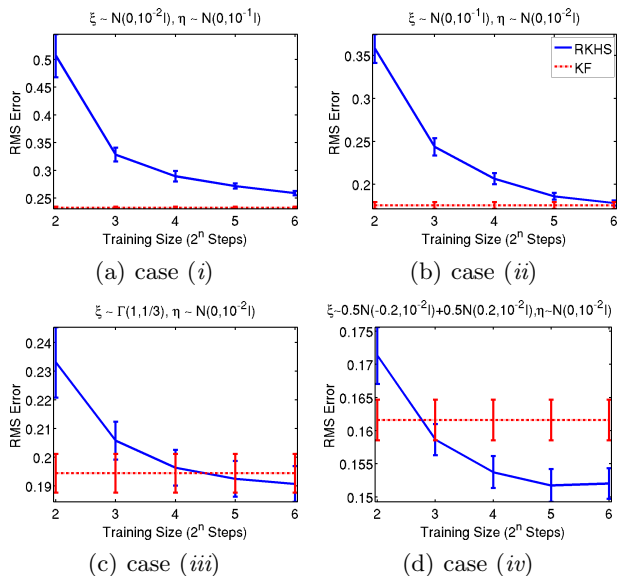 ξ ~ N(0,10⁻²I), η ~ N(0,10⁻¹I)
RMS Error
0.5
0.45
0.4
0.35
0.3
0.25
2 3 4 5 6
Training Size (2ⁿ Steps)
(a) case (i)
ξ ~ N(0,10⁻¹I), η ~ N(0,10⁻²I)
RKHS
KF
RMS Error
0.35
0.3
0.25
0.2
2 3 4 5 6
Training Size (2ⁿ Steps)
(b) case (ii)
ξ ~ Γ(1,1/3), η ~ N(0,10⁻²I)
RMS Error
0.24
0.23
0.22
0.21
0.2
0.19
2 3 4 5 6
Training Size (2ⁿ Steps)
(c) case (iii)
ξ~0.5N(-0.2,10⁻²I)+0.5N(0.2,10⁻²I),η~N(0,10⁻²I)
RMS Error
0.175
0.17
0.165
0.16
0.155
0.15
2 3 4 5 6
Training Size (2ⁿ Steps)
(d) case (iv)